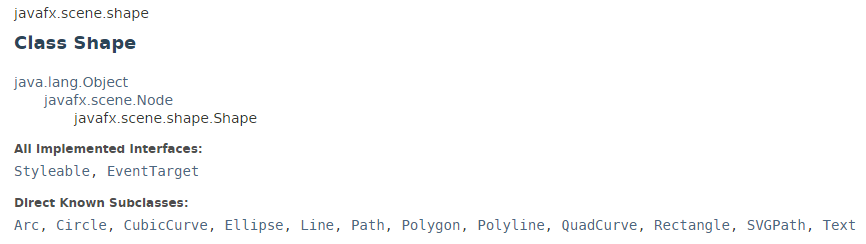 javafx.scene.shape
Class Shape
java.lang.Object
javafx.scene.Node
javafx.scene.shape.Shape
All Implemented Interfaces:
Styleable, EventTarget
Direct Known Subclasses:
Arc, Circle, CubicCurve, Ellipse, Line, Path, Polygon, Polyline, QuadCurve, Rectangle, SVGPath, Text